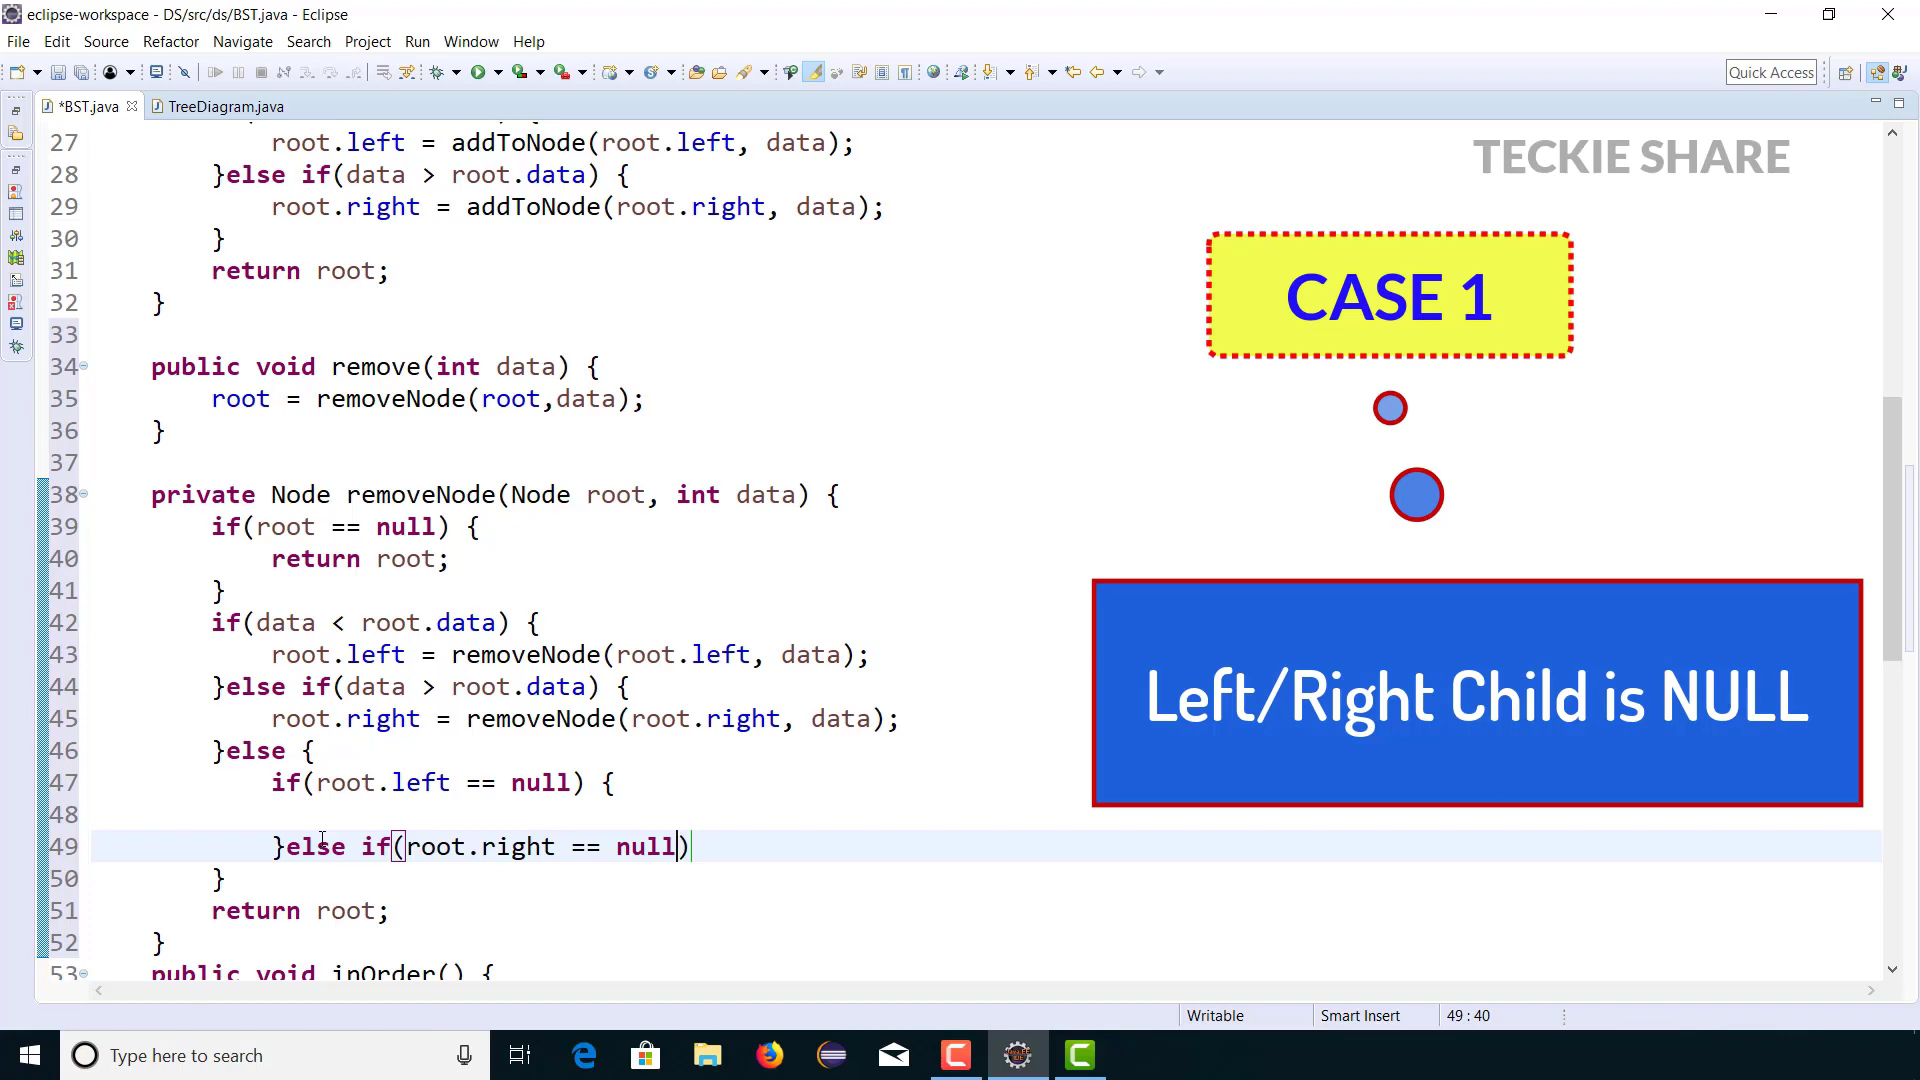 eclipse-workspace - DS/src/ds/BST.java - Eclipse
File Edit Source Refactor Navigate Search Project Run Window Help
Quick Access
*BST.java TreeDiagram.java
TECKIE SHARE
27 root.left = addToNode(root.left, data);
28 }else if(data > root.data) {
29 root.right = addToNode(root.right, data);
30 }
31 return root;
32 }
33
34 public void remove(int data) {
35 root = removeNode(root,data);
36 }
37
38 private Node removeNode(Node root, int data) {
39 if(root == null) {
40 return root;
41 }
42 if(data < root.data) {
43 root.left = removeNode(root.left, data);
44 }else if(data > root.data) {
45 root.right = removeNode(root.right, data);
46 }else {
47 if(root.left == null) {
48
49 }else if(root.right == null)
50 }
51 return root;
52 }
53 public void inOrder() {
CASE 1
Left/Right Child is NULL
Writable Smart Insert 49 : 40
Type here to search